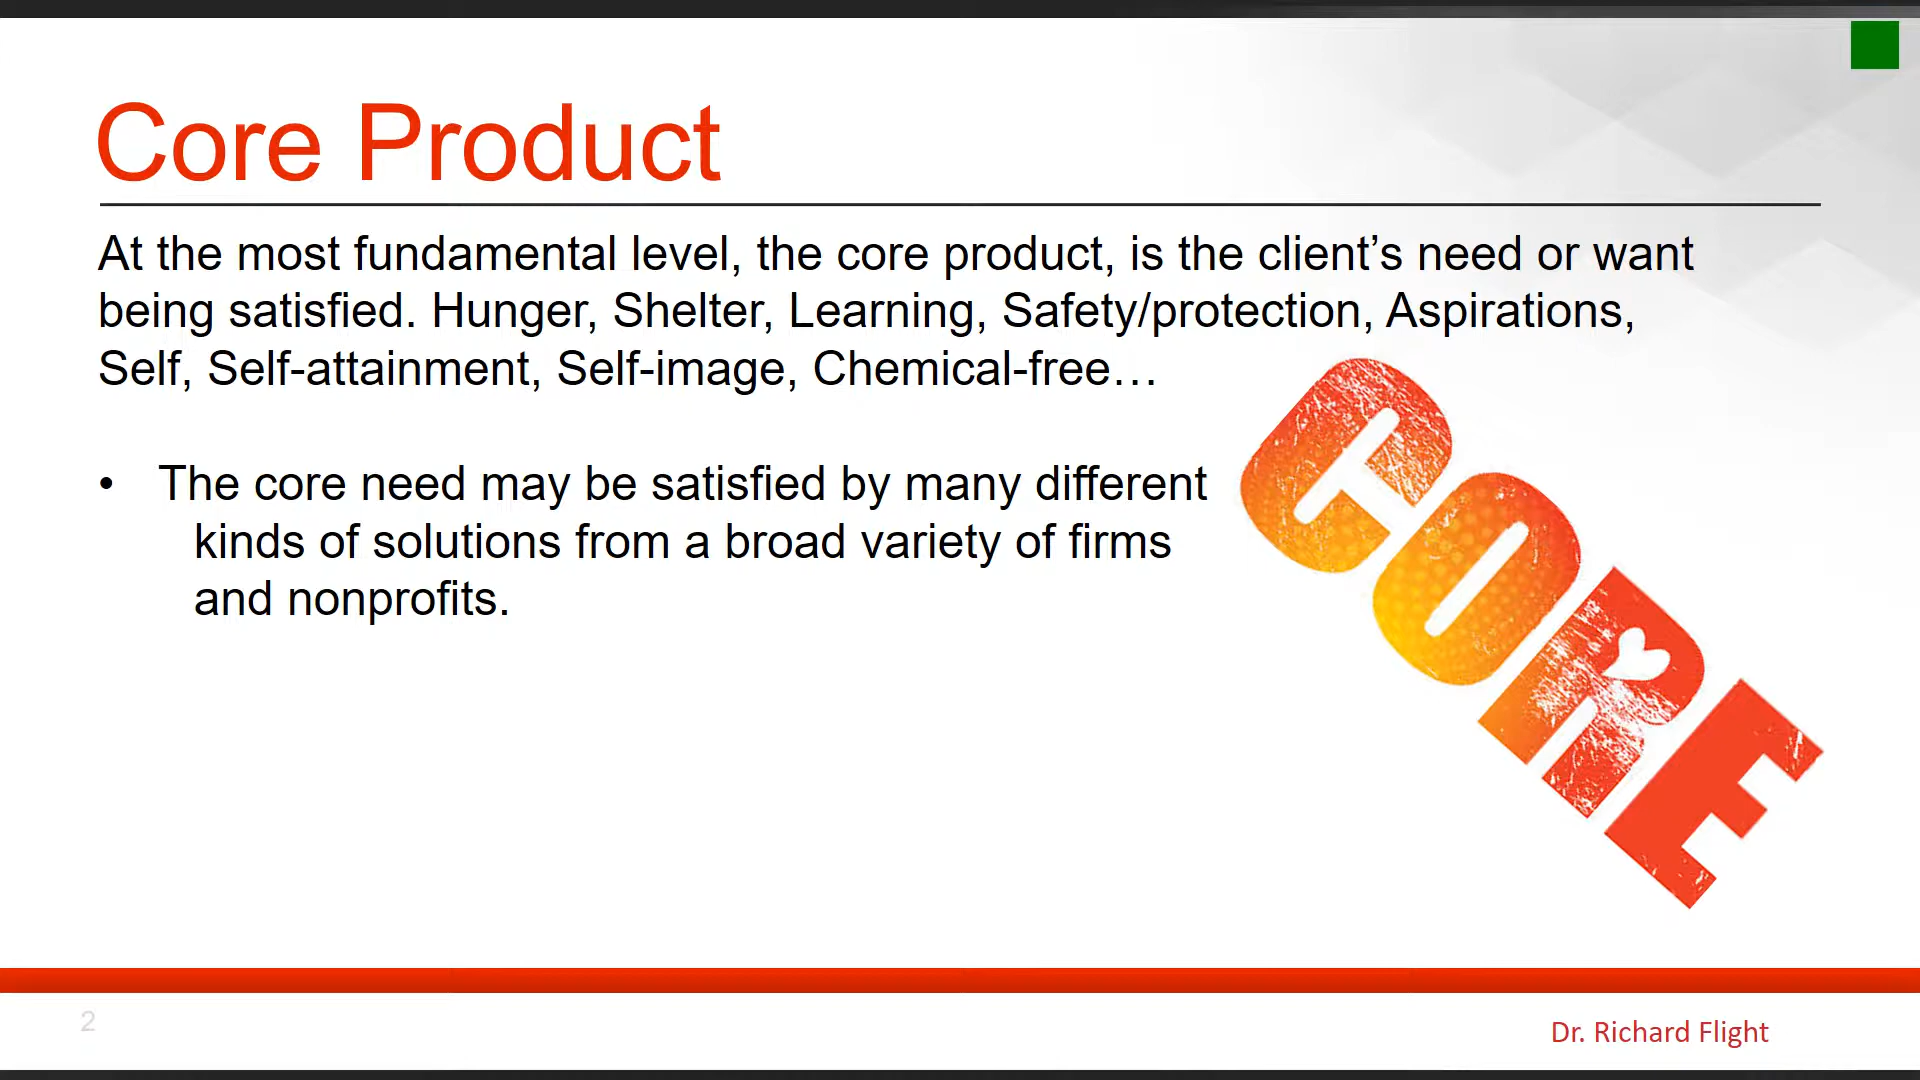 Core Product
At the most fundamental level, the core product, is the client’s need or want
being satisfied. Hunger, Shelter, Learning, Safety/protection, Aspirations,
Self, Self-attainment, Self-image, Chemical-free…
• The core need may be satisfied by many different
kinds of solutions from a broad variety of firms
and nonprofits.
CORE
2
Dr. Richard Flight